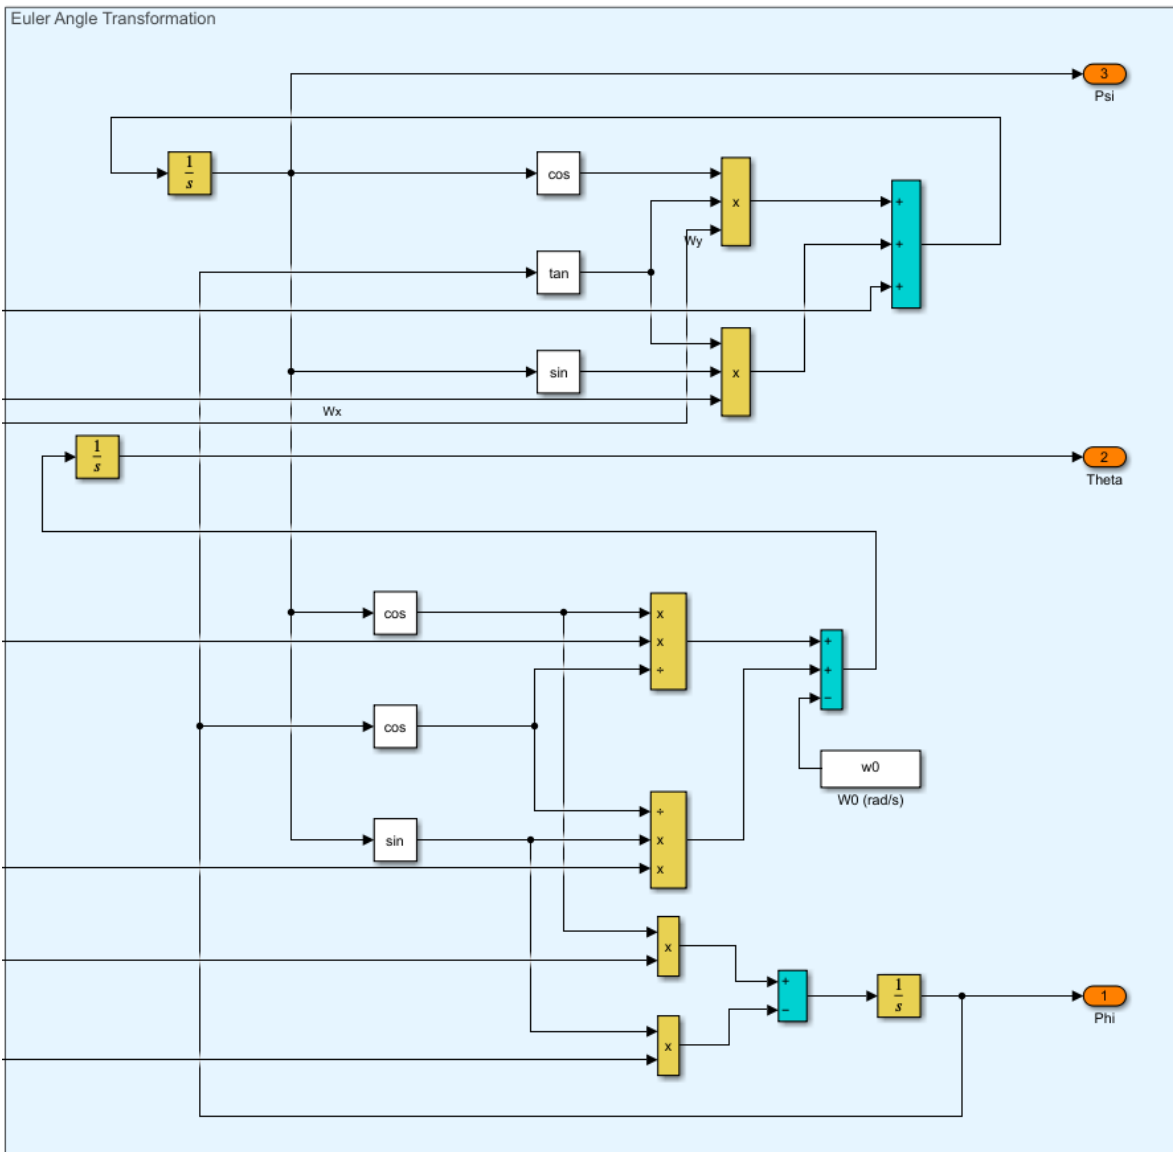 Euler Angle Transformation
3
Psi
1
s
cos
x
+
Wy
+
tan
+
sin
x
Wx
1
s
2
Theta
cos
x
x
+
÷
+
−
cos
w0
W0 (rad/s)
÷
sin
x
x
x
+
−
1
s
1
Phi
x